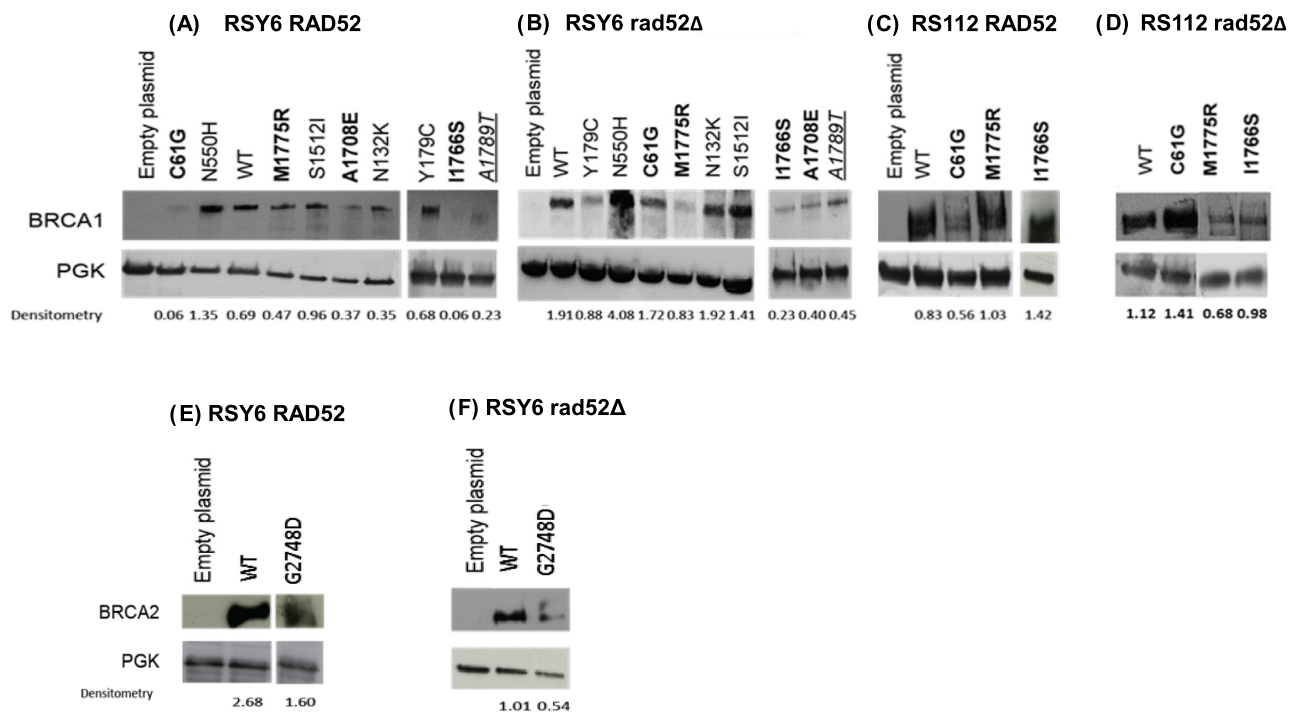 (A) RSY6 RAD52
Empty plasmid
C61G
N550H
WT
M1775R
S1512I
A1708E
N132K
Y179C
I766S
A1789T
(B) RSY6 rad52Δ
Empty plasmid
WT
Y179C
N550H
C61G
M1775R
N132K
S1512I
I766S
A1708E
A1789T
(C) RS112 RAD52
Empty plasmid
WT
C61G
M1775R
I766S
(D) RS112 rad52Δ
WT
C61G
M1775R
I766S
BRCA1
PGK
Densitometry 0.06 1.35 0.69 0.47 0.96 0.37 0.35 0.68 0.06 0.23 1.91 0.88 4.08 1.72 0.83 1.92 1.41 0.23 0.40 0.45 0.83 0.56 1.03 1.42 1.12 1.41 0.68 0.98
(E) RSY6 RAD52
Empty plasmid
WT
G2748D
(F) RSY6 rad52Δ
Empty plasmid
WT
G2748D
BRCA2
PGK
Densitometry 2.68 1.60 1.01 0.54